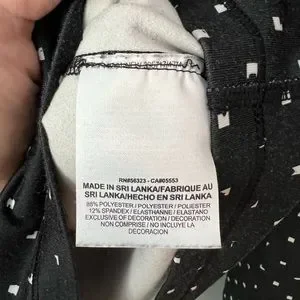 RN#56323 - CA#05553
MADE IN SRI LANKA/FABRIQUE AU
SRI LANKA/HECHO EN SRI LANKA
88% POLYESTER / POLYESTER / POLIESTER
12% SPANDEX / ELASTHANNE / ELASTANO
EXCLUSIVE OF DECORATION / DECORATION
NON COMPRISE / NO INCLUYE LA
DECORACION